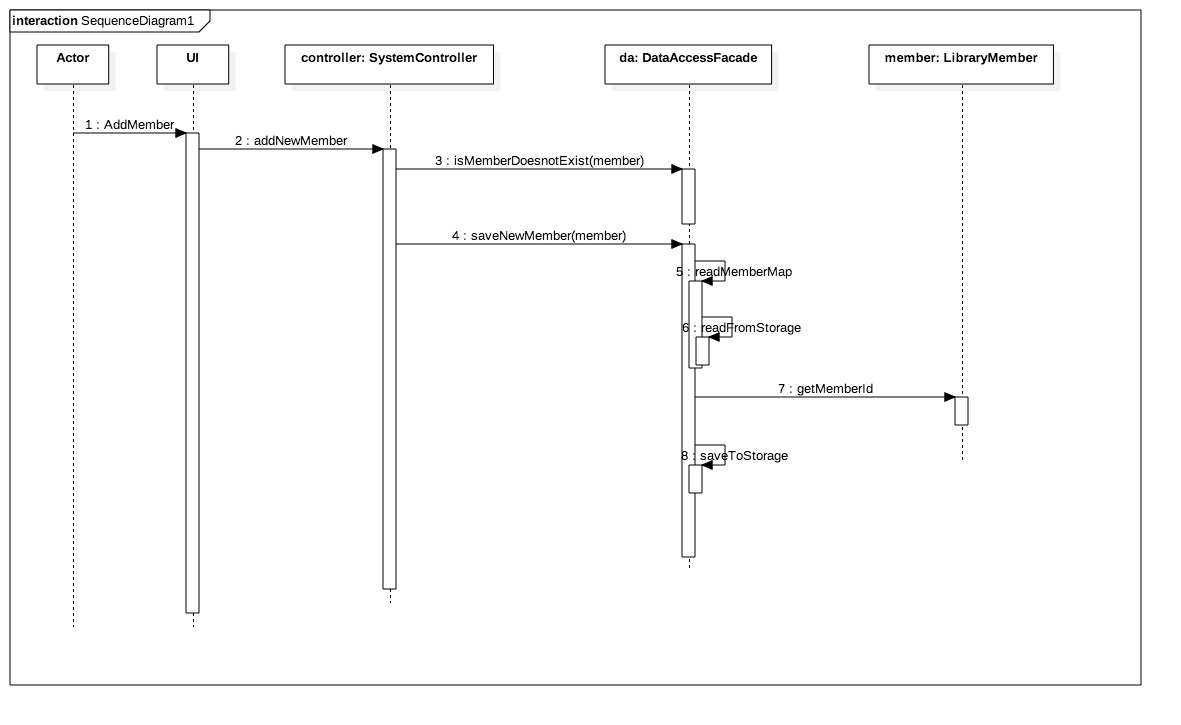 interaction SequenceDiagram1
Actor
UI
controller: SystemController
da: DataAccessFacade
member: LibraryMember
1 : AddMember
2 : addNewMember
3 : isMemberDoesnotExist(member)
4 : saveNewMember(member)
5 : readMemberMap
6 : readFromStorage
7 : getMemberId
8 : saveToStorage